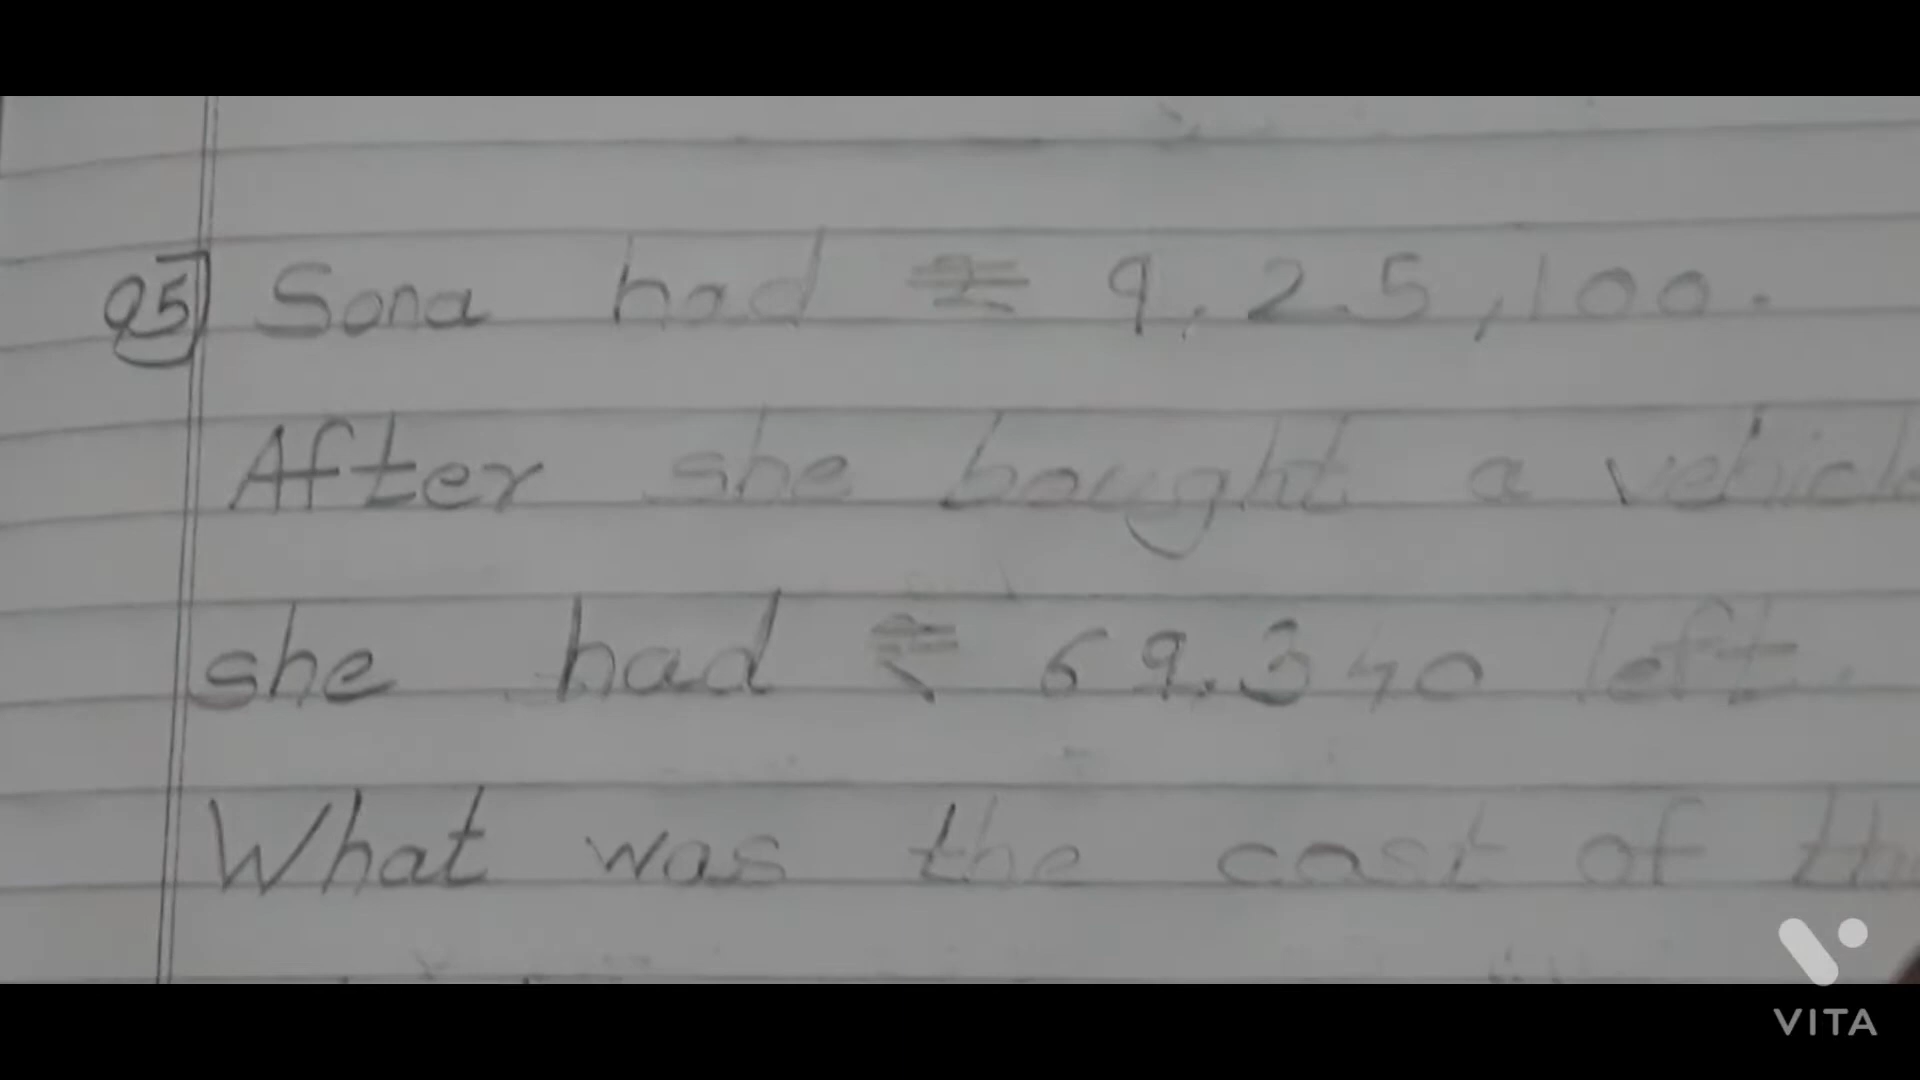 Q5 Sona had ₹ 9,25,100.
After she bought a vehicle
she had ₹ 69,340 left.
What was the cost of the
VITA